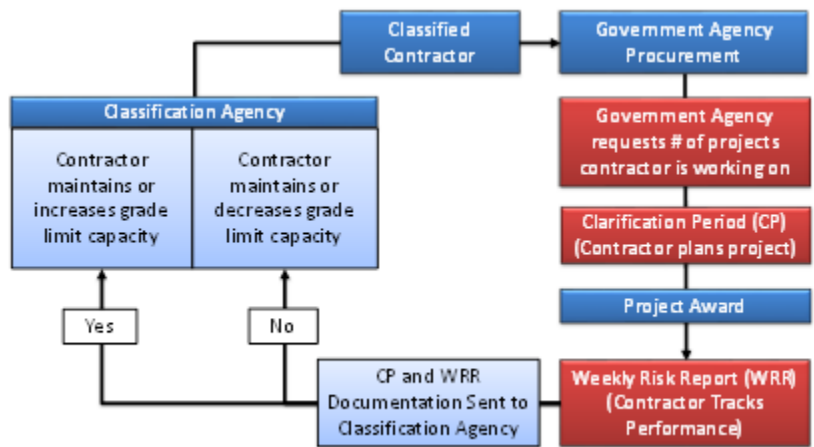 Classified
Contractor
Government Agency
Procurement
Classification Agency
Contractor
maintains or
increases grade
limit capacity
Contractor
maintains or
decreases grade
limit capacity
Government Agency
requests # of projects
contractor is working on
Clarification Period (CP)
(Contractor plans project)
Project Award
Yes
No
CP and WRR
Documentation Sent to
Classification Agency
Weekly Risk Report (WRR)
(Contractor Tracks
Performance)